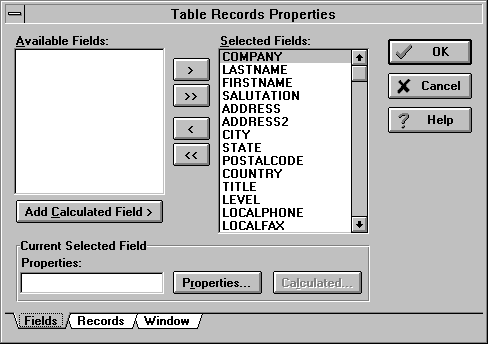 Table Records Properties
Available Fields:
>
>>
<
<<
Add Calculated Field >
Selected Fields:
COMPANY
LASTNAME
FIRSTNAME
SALUTATION
ADDRESS
ADDRESS2
CITY
STATE
POSTALCODE
COUNTRY
TITLE
LEVEL
LOCALPHONE
LOCALFAX
OK
Cancel
? Help
Current Selected Field
Properties:
Properties...
Calculated...
Fields Records Window